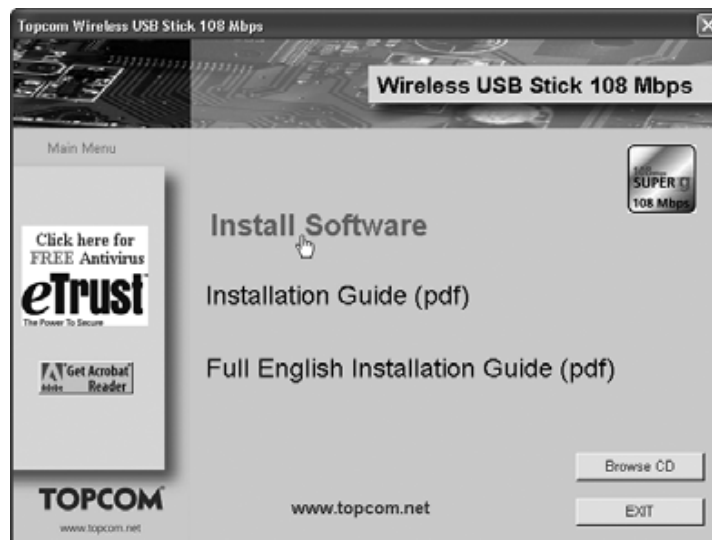 Topcom Wireless USB Stick 108 Mbps
Wireless USB Stick 108 Mbps
Main Menu
SUPER G
108 Mbps
Install Software
Click here for
FREE Antivirus
eTrust
The Power To Secure
Installation Guide (pdf)
Get Acrobat
Adobe Reader
Full English Installation Guide (pdf)
Browse CD
TOPCOM
www.topcom.net
www.topcom.net
EXIT